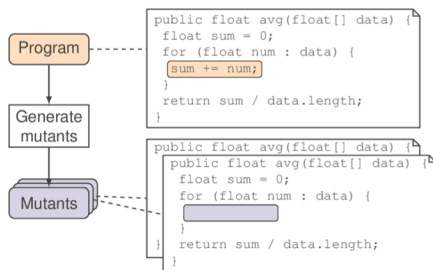 Program
public float avg(float[] data) {
float sum = 0;
for (float num : data) {
sum += num;
}
return sum / data.length;
}
Generate
mutants
Mutants
public float avg(float[] data) {
}
public float avg(float[] data) {
float sum = 0;
for (float num : data) {
}
return sum / data.length;
}